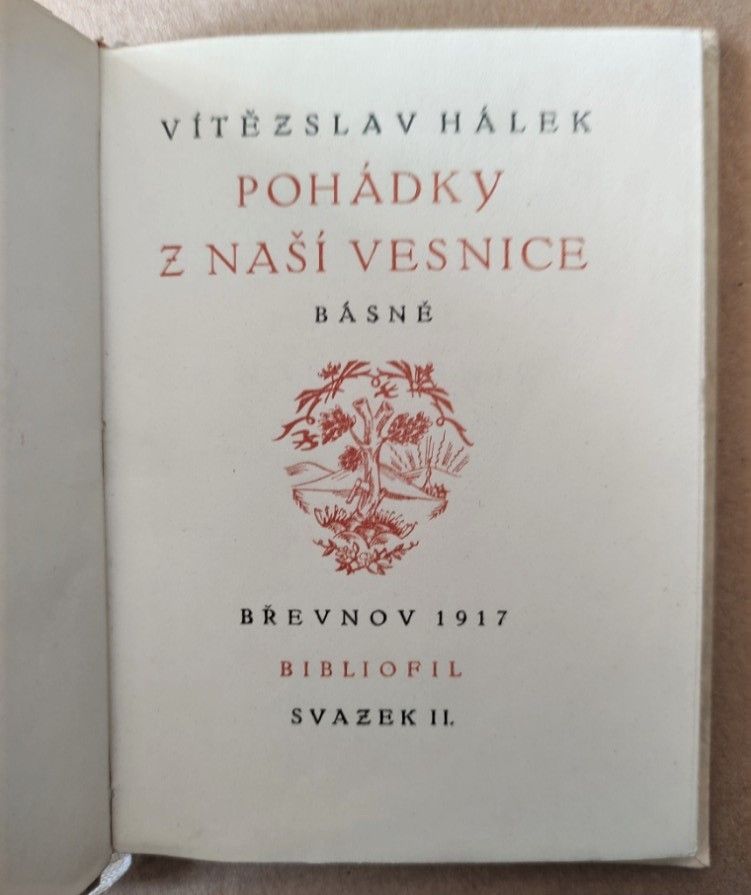 VÍTĚZSLAV HÁLEK
POHÁDKY
Z NAŠÍ VESNICE
BÁSNĚ
BŘEVNOV 1917
BIBLIOFIL
SVAZEK II.